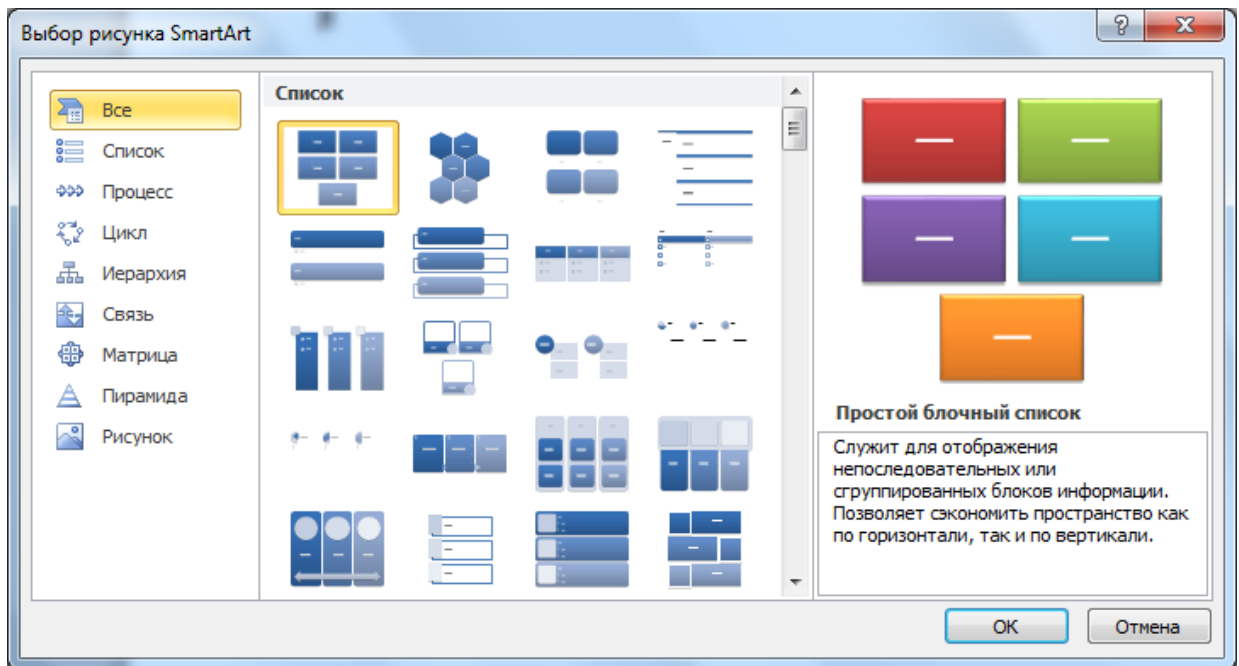 Выбор рисунка SmartArt
Все
Список
Процесс
Цикл
Иерархия
Связь
Матрица
Пирамида
Рисунок
Список
Простой блочный список
Служит для отображения
непоследовательных или
сгруппированных блоков информации.
Позволяет сэкономить пространство как
по горизонтали, так и по вертикали.
ОК
Отмена